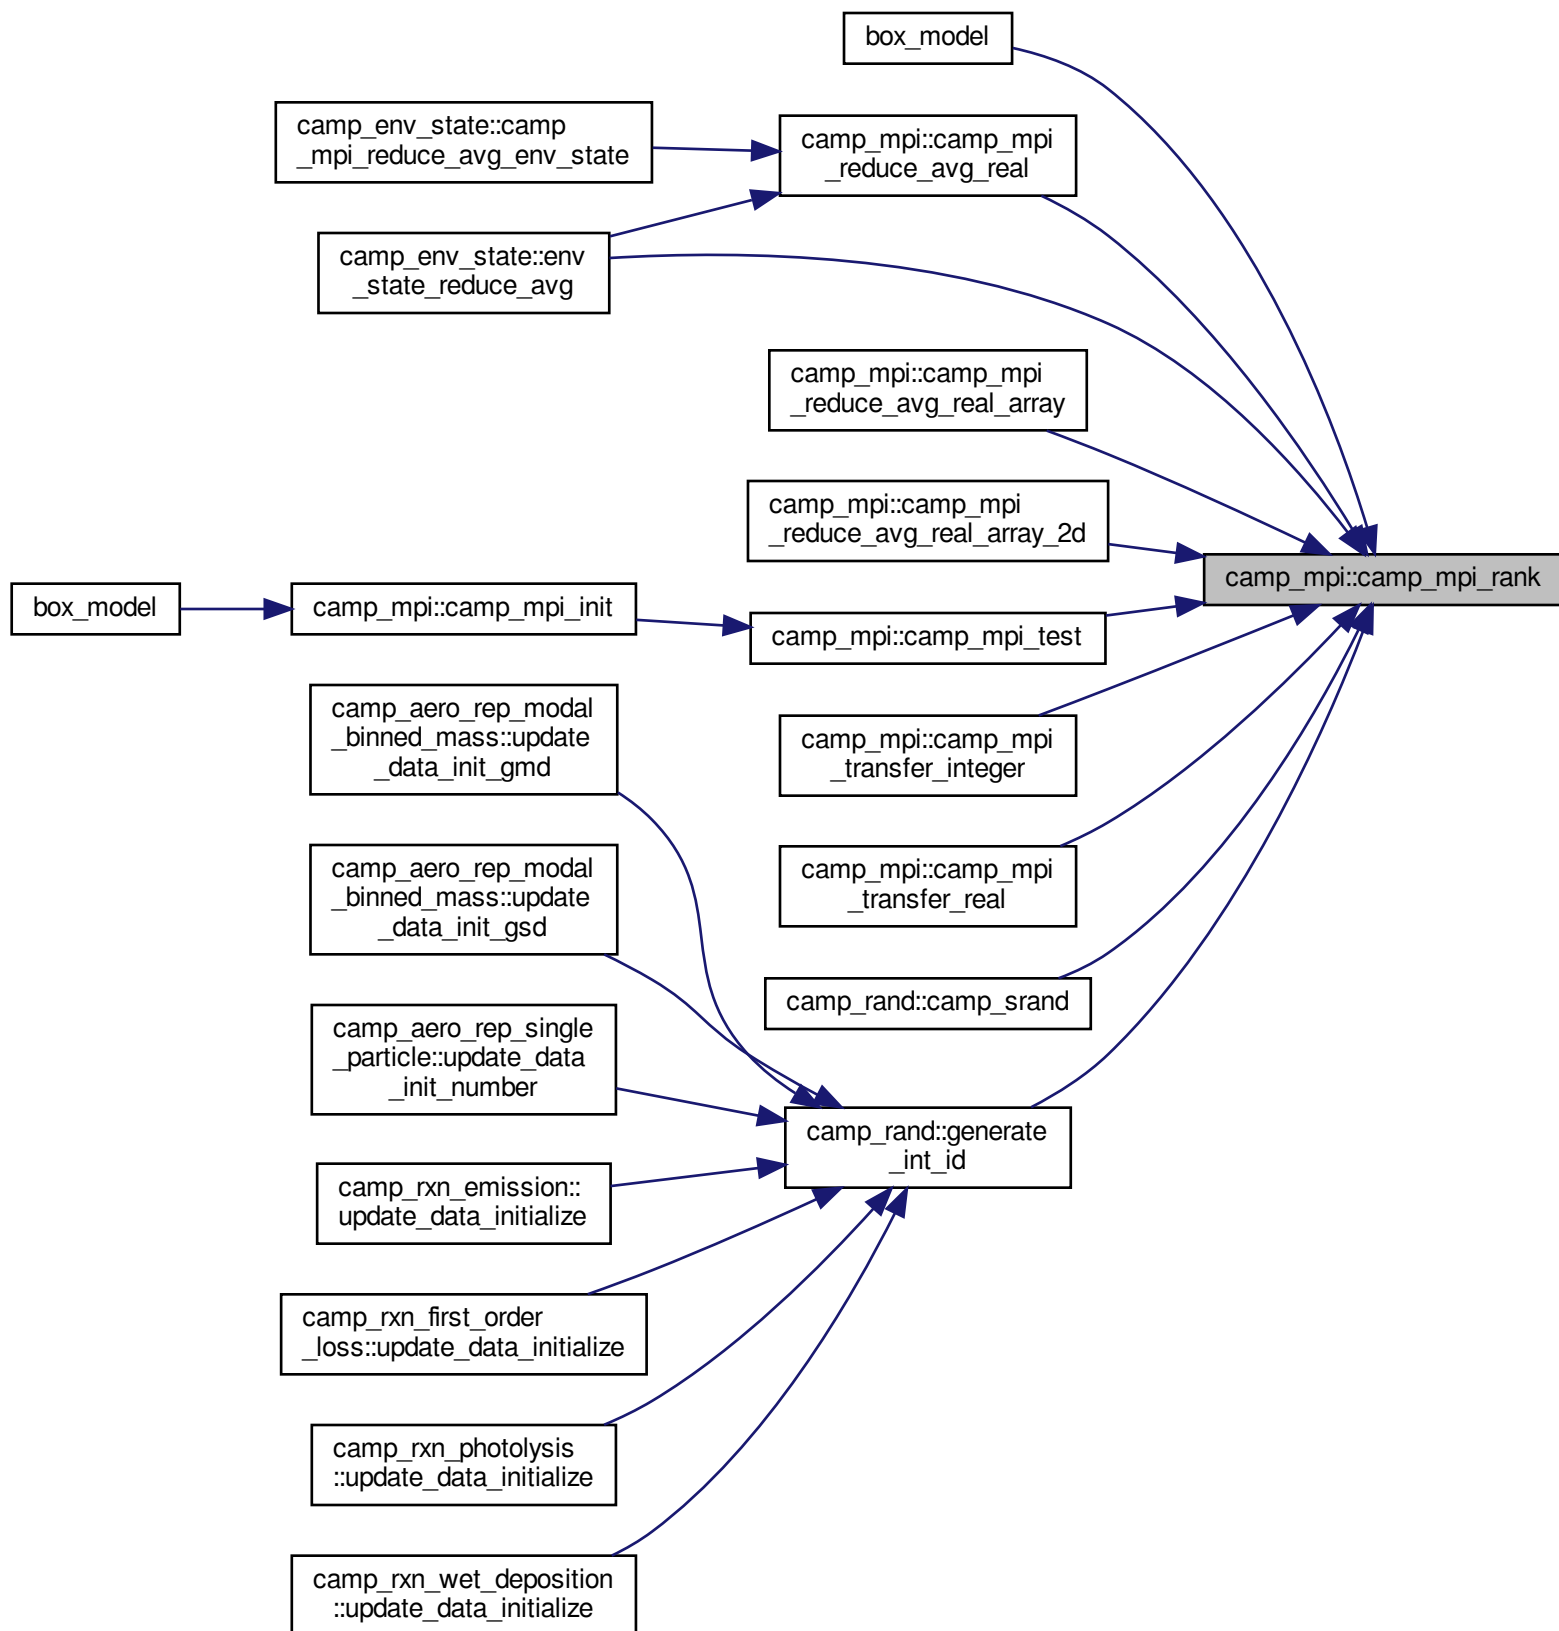 box_model
camp_env_state::camp
_mpi_reduce_avg_env_state
camp_mpi::camp_mpi
_reduce_avg_real
camp_env_state::env
_state_reduce_avg
camp_mpi::camp_mpi
_reduce_avg_real_array
camp_mpi::camp_mpi
_reduce_avg_real_array_2d
camp_mpi::camp_mpi_rank
box_model
camp_mpi::camp_mpi_init
camp_mpi::camp_mpi_test
camp_aero_rep_modal
_binned_mass::update
_data_init_gmd
camp_mpi::camp_mpi
_transfer_integer
camp_aero_rep_modal
_binned_mass::update
_data_init_gsd
camp_mpi::camp_mpi
_transfer_real
camp_rand::camp_srand
camp_aero_rep_single
_particle::update_data
_init_number
camp_rand::generate
_int_id
camp_rxn_emission::
update_data_initialize
camp_rxn_first_order
_loss::update_data_initialize
camp_rxn_photolysis
::update_data_initialize
camp_rxn_wet_deposition
::update_data_initialize